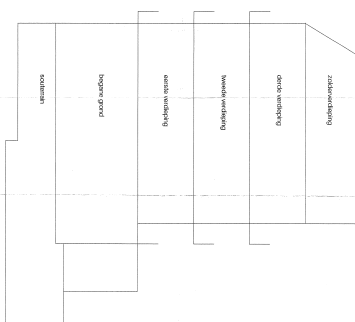 souterrain
begane grond
eerste verdieping
tweede verdieping
derde verdieping
zolderverdieping